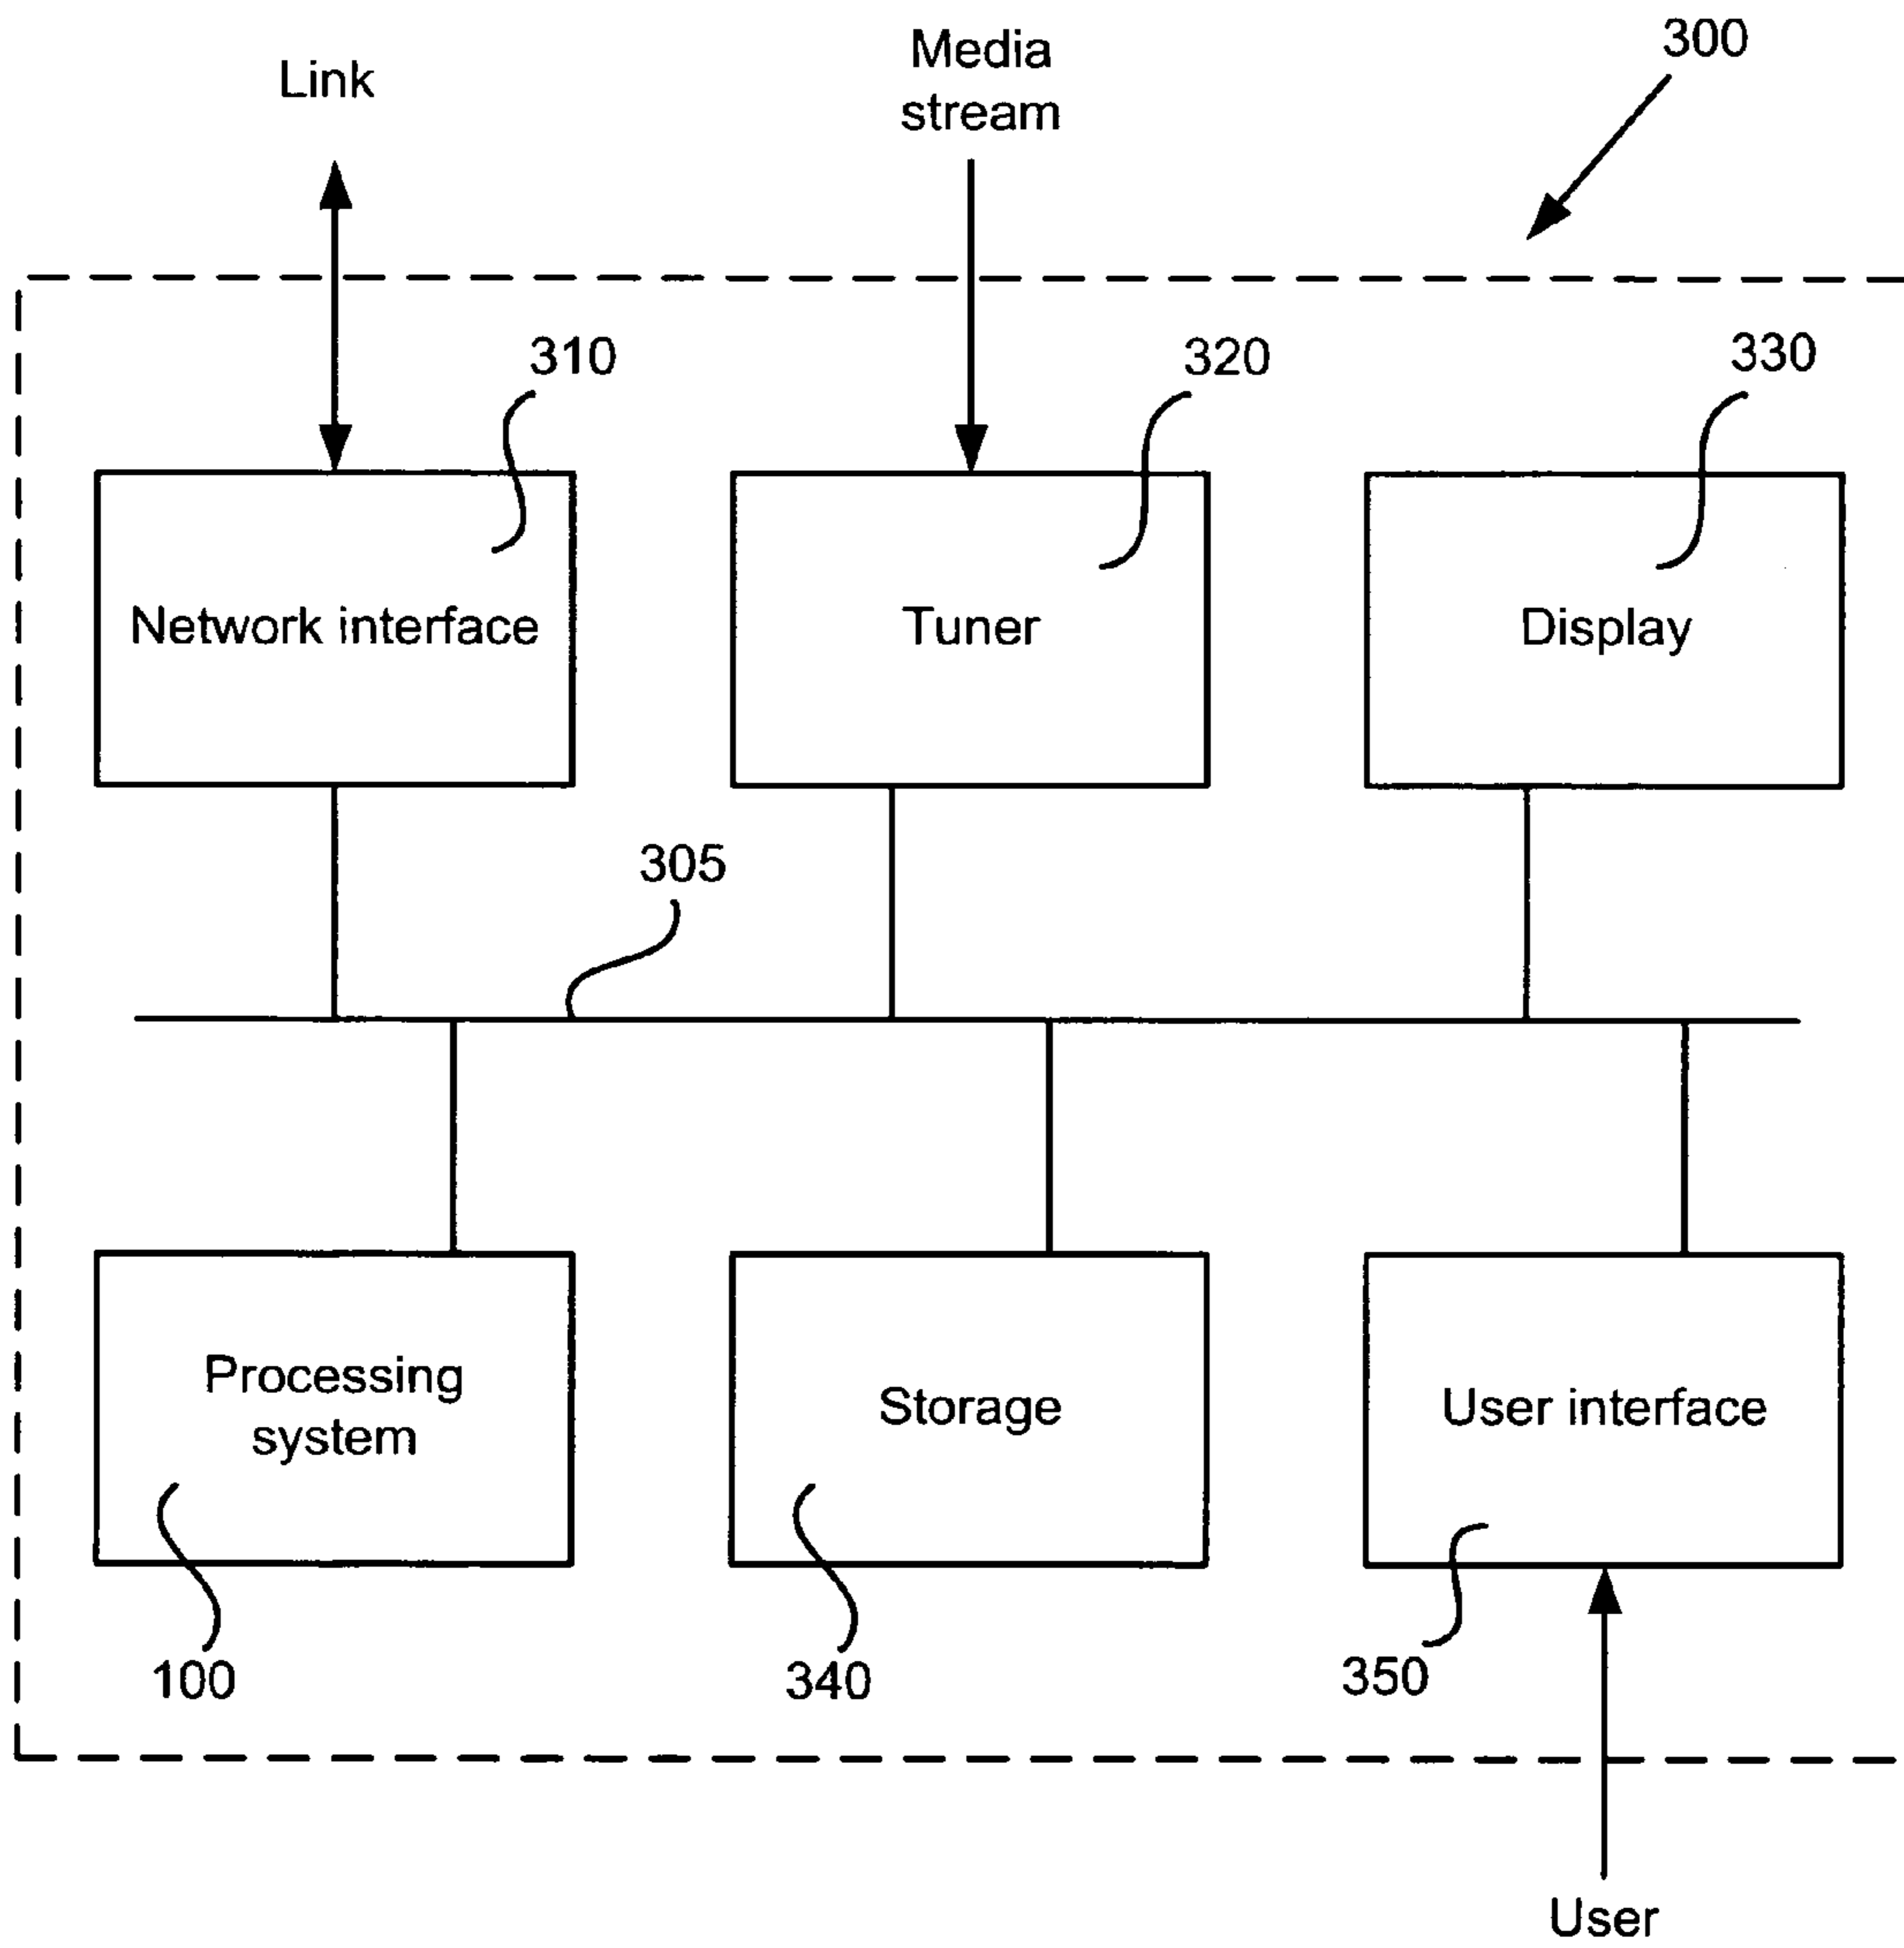 Link
Media
stream
300
310
320
330
Network interface
Tuner
Display
305
Processing
system
Storage
User interface
100
340
350
User